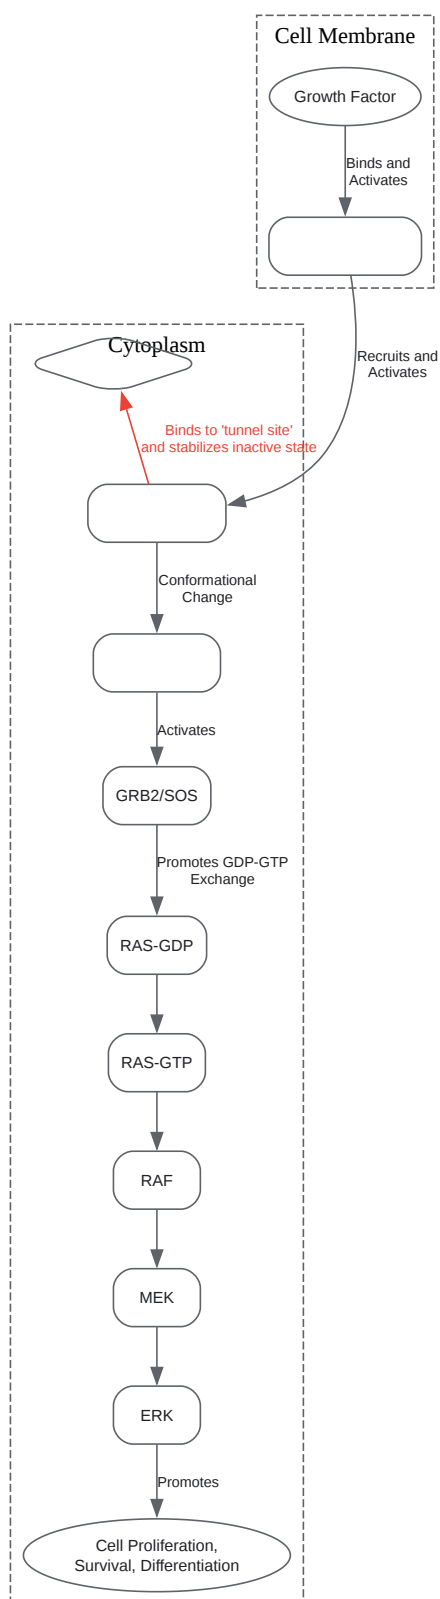 Cell Membrane
Growth Factor
Binds and
Activates
Recruits and
Activates
Cytoplasm
Binds to 'tunnel site'
and stabilizes inactive state
Conformational
Change
Activates
GRB2/SOS
Promotes GDP-GTP
Exchange
RAS-GDP
RAS-GTP
RAF
MEK
ERK
Promotes
Cell Proliferation,
Survival, Differentiation